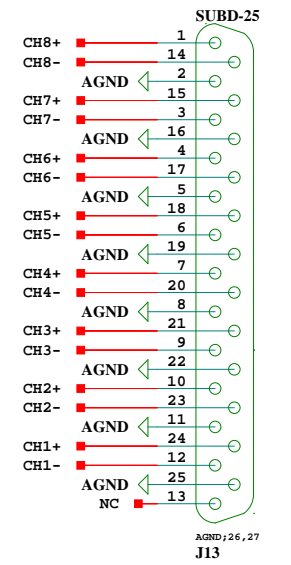 SUBD-25
CH8+ 1
CH8- 14
AGND 2
CH7+ 15
CH7- 3
AGND 16
CH6+ 4
CH6- 17
AGND 5
CH5+ 18
CH5- 6
AGND 19
CH4+ 7
CH4- 20
AGND 8
CH3+ 21
CH3- 9
AGND 22
CH2+ 10
CH2- 23
AGND 11
CH1+ 24
CH1- 12
AGND 25
NC 13
AGND;26,27
J13